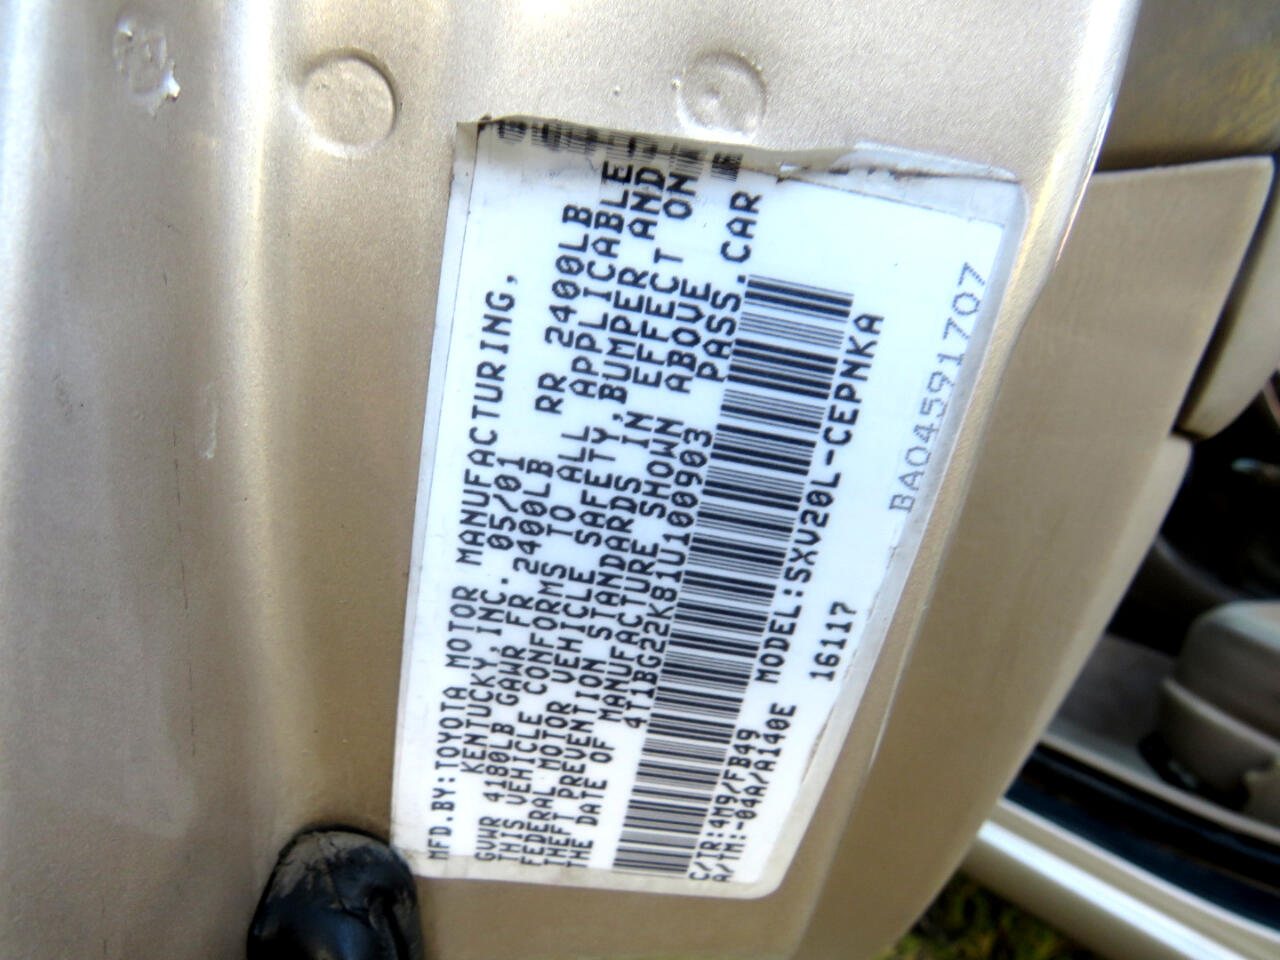 MFD.BY:TOYOTA MOTOR MANUFACTURING,
KENTUCKY,INC. 05/01
GVWR 4180LB GAWR FR 2400LB RR 2400LB
THIS VEHICLE CONFORMS TO ALL APPLICABLE
FEDERAL MOTOR VEHICLE SAFETY,BUMPER AND
THEFT PREVENTION STANDARDS IN EFFECT ON
THE DATE OF MANUFACTURE SHOWN ABOVE
4T1BG22K81U100903 PASS.CAR
C/TR:4M9/FB49 MODEL:SXV20L-CEPNKA
A/TM:-04A/A140E 16117
BA04591707